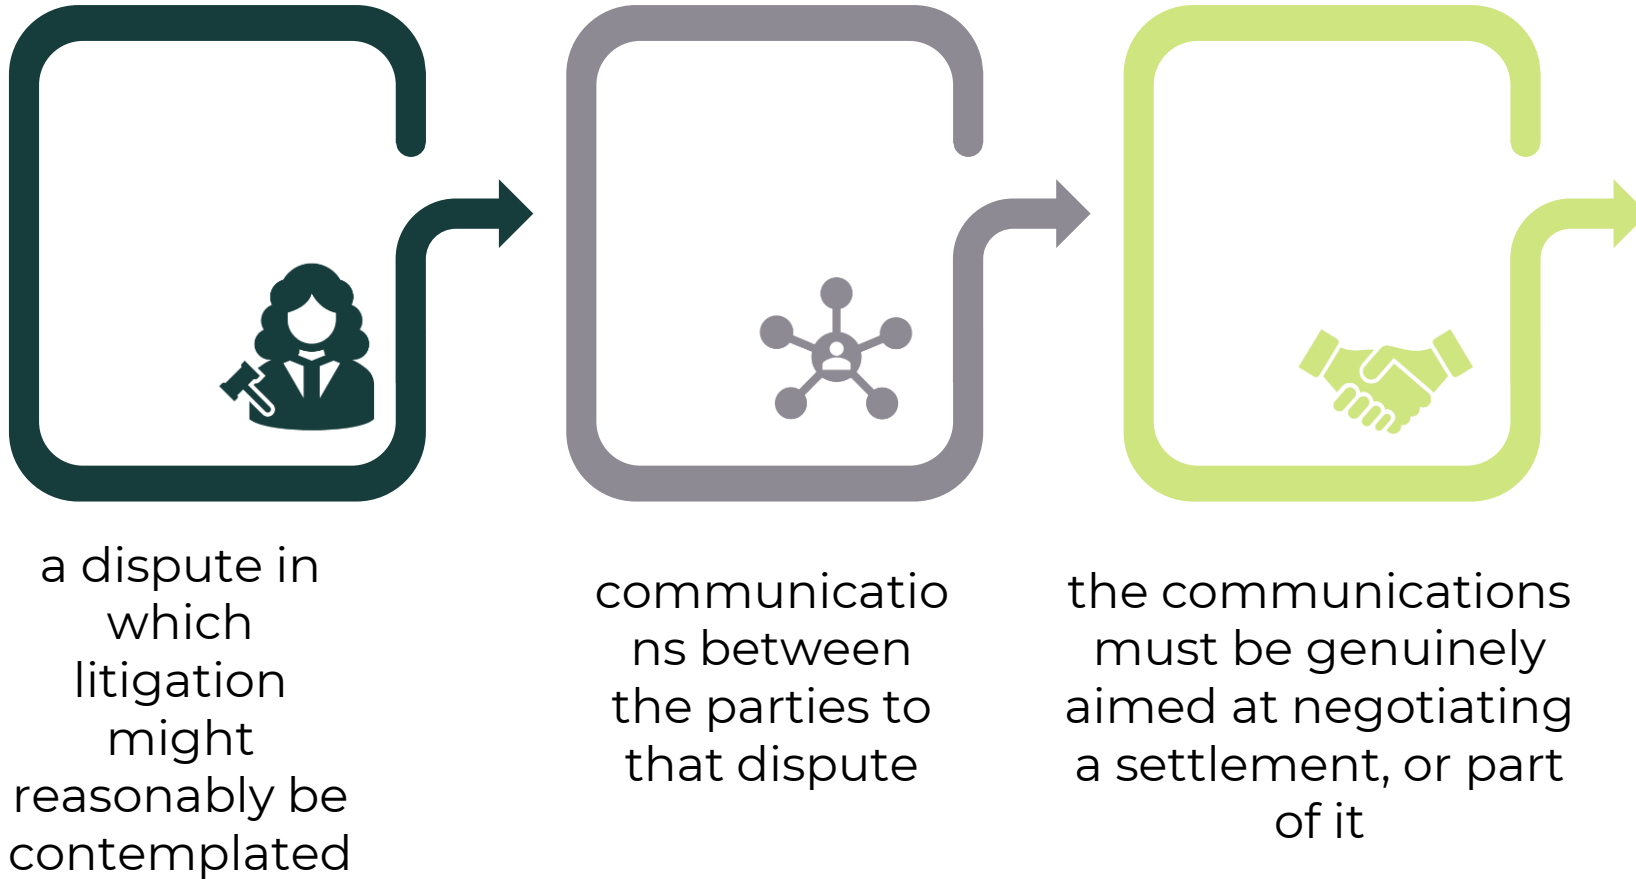 a dispute in
which
litigation
might
reasonably be
contemplated
communicatio
ns between
the parties to
that dispute
the communications
must be genuinely
aimed at negotiating
a settlement, or part
of it